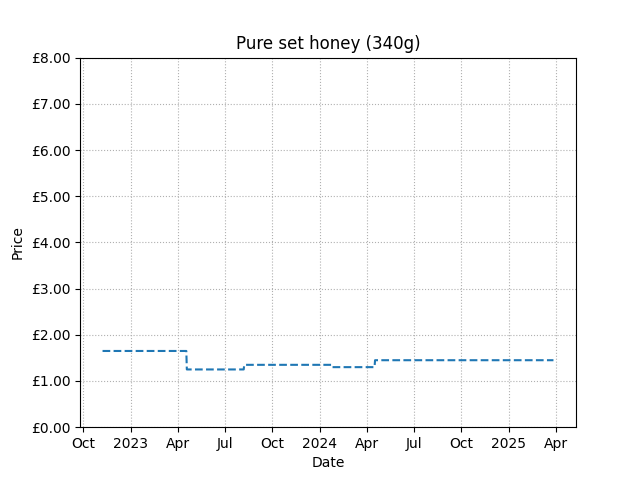 Pure set honey (340g)
£8.00
£7.00
£6.00
£5.00
£4.00
£3.00
£2.00
£1.00
£0.00
Price
Oct 2023 Apr Jul Oct 2024 Apr Jul Oct 2025 Apr
Date